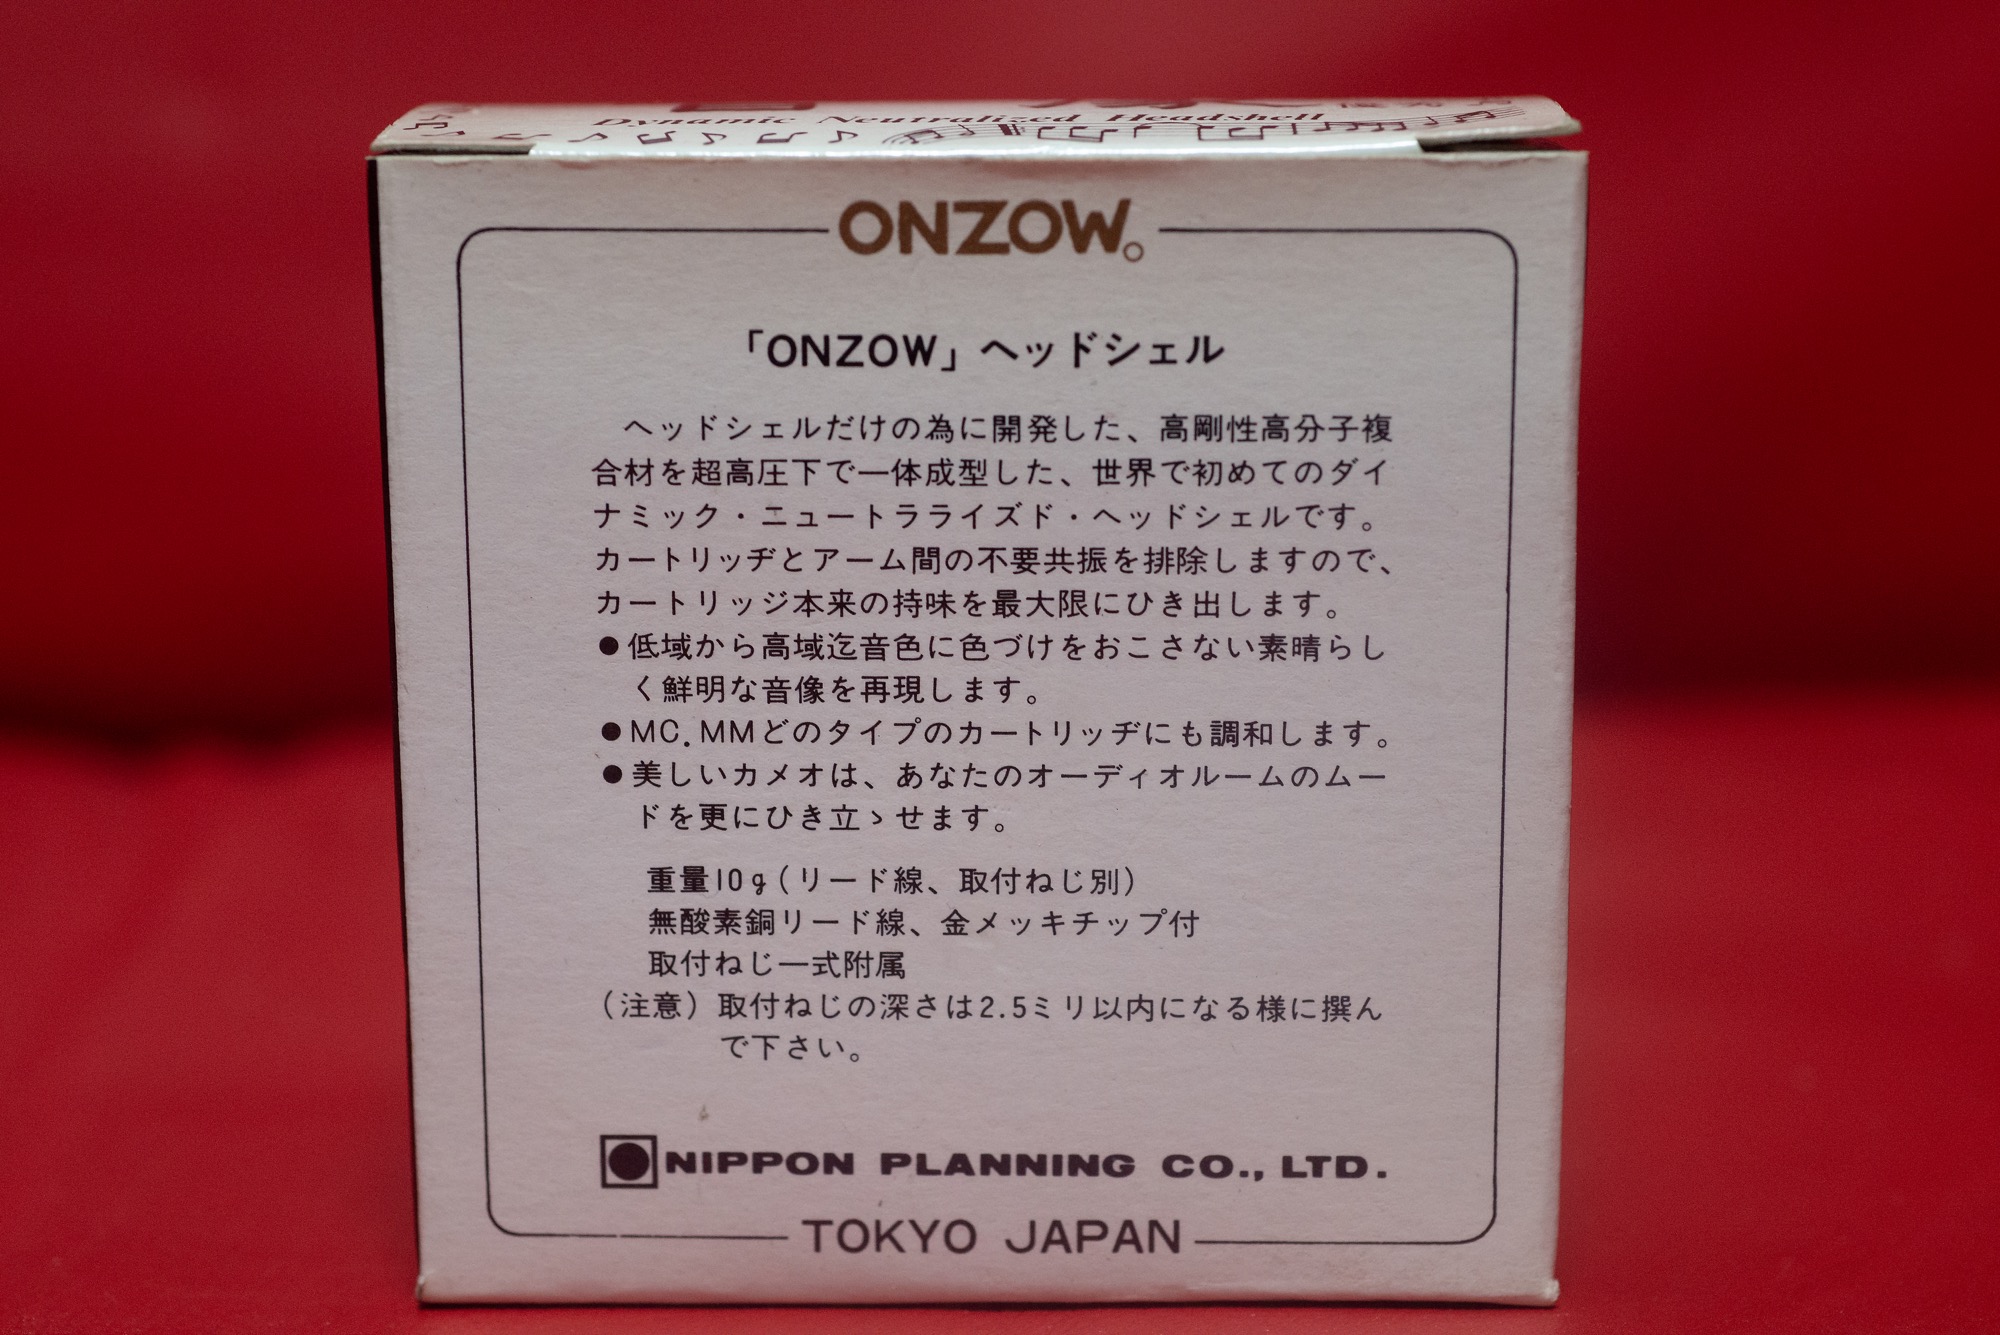 Dynamic Neutralized Headshell
ONZOW
「ONZOW」ヘッドシェル
ヘッドシェルだけの為に開発した、高剛性高分子複
合材を超高圧下で一体成型した、世界で初めてのダイ
ナミック・ニュートラライズド・ヘッドシェルです。
カートリッヂとアーム間の不要共振を排除しますので、
カートリッジ本来の持味を最大限にひき出します。
●低域から高域迄音色に色づけをおこさない素晴らし
く鮮明な音像を再現します。
●MC.MMどのタイプのカートリッヂにも調和します。
●美しいカメオは、あなたのオーディオルームのムー
ドを更にひき立ゝせます。
重量10g(リード線、取付ねじ別)
無酸素銅リード線、金メッキチップ付
取付ねじ一式附属
(注意)取付ねじの深さは2.5ミリ以内になる様に撰ん
で下さい。
NIPPON PLANNING CO., LTD.
TOKYO JAPAN